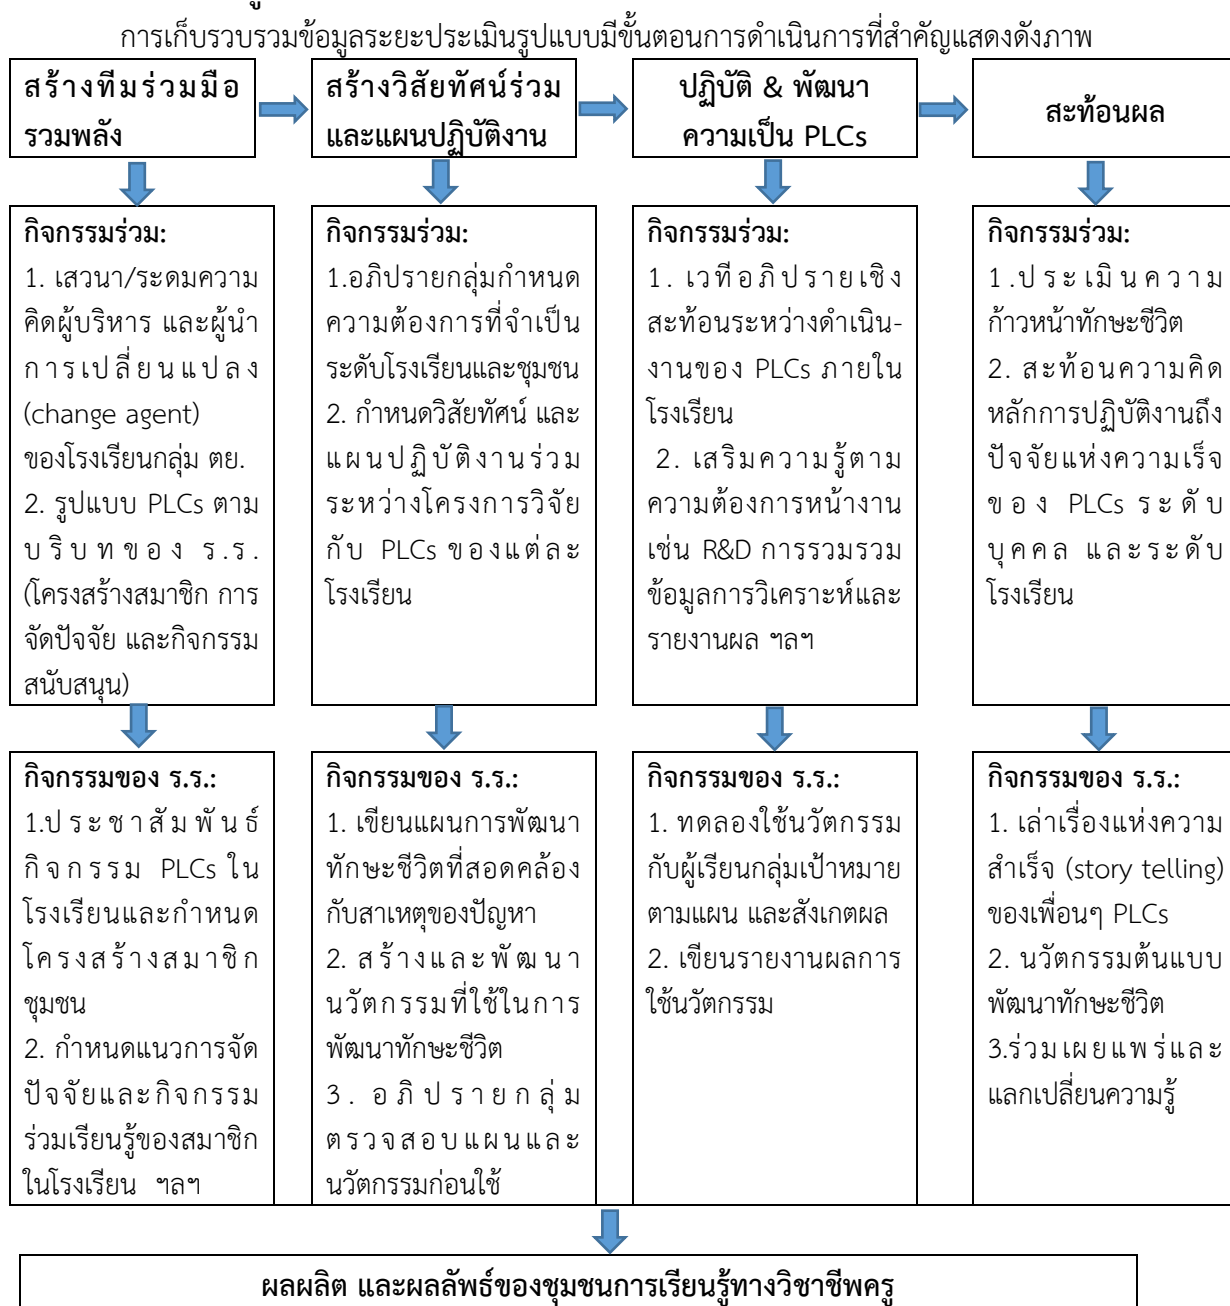 การเก็บรวบรวมข้อมูลระยะประเมินรูปแบบมีขั้นตอนการดำเนินการที่สำคัญแสดงดังภาพ
สร้างทีมร่วมมือ
รวมพลัง
สร้างวิสัยทัศน์ร่วม
และแผนปฏิบัติงาน
ปฏิบัติ & พัฒนา
ความเป็น PLCs
สะท้อนผล
กิจกรรมร่วม:
1. เสวนา/ระดมความ
คิดผู้บริหาร และผู้นำ
การเปลี่ยนแปลง
(change agent)
ของโรงเรียนกลุ่ม ตย.
2. รูปแบบ PLCs ตาม
บริบทของ ร.ร.
(โครงสร้างสมาชิก การ
จัดปัจจัย และกิจกรรม
สนับสนุน)
กิจกรรมร่วม:
1.อภิปรายกลุ่มกำหนด
ความต้องการที่จำเป็น
ระดับโรงเรียนและชุมชน
2. กำหนดวิสัยทัศน์ และ
แผนปฏิบัติงานร่วม
ระหว่างโครงการวิจัย
กับ PLCs ของแต่ละ
โรงเรียน
กิจกรรมร่วม:
1. เวทีอภิปรายเชิง
สะท้อนระหว่างดำเนิน-
งานของ PLCs ภายใน
โรงเรียน
2. เสริมความรู้ตาม
ความต้องการหน้างาน
เช่น R&D การรวมรวม
ข้อมูลการวิเคราะห์และ
รายงานผล ฯลฯ
กิจกรรมร่วม:
1.ประเมินความ
ก้าวหน้าทักษะชีวิต
2. สะท้อนความคิด
หลักการปฏิบัติงานถึง
ปัจจัยแห่งความเร็จ
ของ PLCs ระดับ
บุคคล และระดับ
โรงเรียน
กิจกรรมของ ร.ร.:
1.ประชาสัมพันธ์
กิจกรรม PLCs ใน
โรงเรียนและกำหนด
โครงสร้างสมาชิก
ชุมชน
2. กำหนดแนวการจัด
ปัจจัยและกิจกรรม
ร่วมเรียนรู้ของสมาชิก
ในโรงเรียน ฯลฯ
กิจกรรมของ ร.ร.:
1. เขียนแผนการพัฒนา
ทักษะชีวิตที่สอดคล้อง
กับสาเหตุของปัญหา
2. สร้างและพัฒนา
นวัตกรรมที่ใช้ในการ
พัฒนาทักษะชีวิต
3. อภิปรายกลุ่ม
ตรวจสอบแผนและ
นวัตกรรมก่อนใช้
กิจกรรมของ ร.ร.:
1. ทดลองใช้นวัตกรรม
กับผู้เรียนกลุ่มเป้าหมาย
ตามแผน และสังเกตผล
2. เขียนรายงานผลการ
ใช้นวัตกรรม
กิจกรรมของ ร.ร.:
1. เล่าเรื่องแห่งความ
สำเร็จ (story telling)
ของเพื่อนๆ PLCs
2. นวัตกรรมต้นแบบ
พัฒนาทักษะชีวิต
3.ร่วมเผยแพร่และ
แลกเปลี่ยนความรู้
ผลผลิต และผลลัพธ์ของชุมชนการเรียนรู้ทางวิชาชีพครู